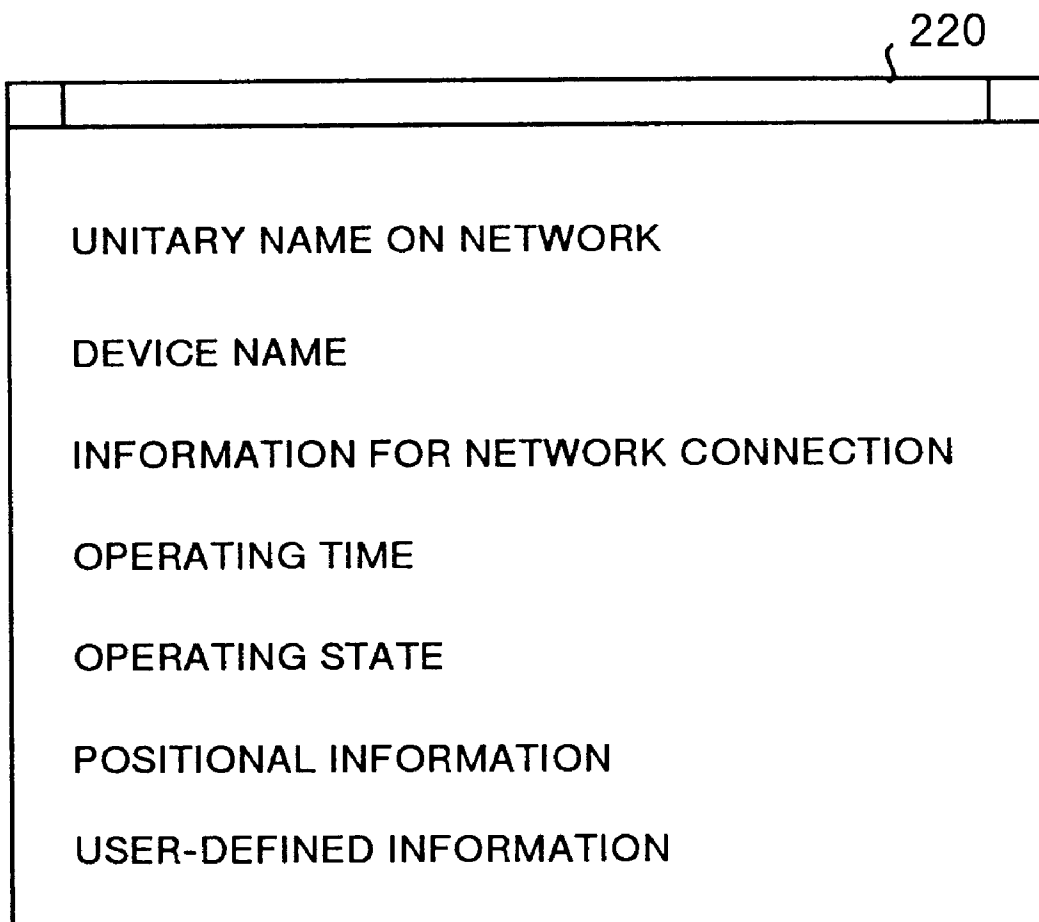 220
UNITARY NAME ON NETWORK
DEVICE NAME
INFORMATION FOR NETWORK CONNECTION
OPERATING TIME
OPERATING STATE
POSITIONAL INFORMATION
USER-DEFINED INFORMATION